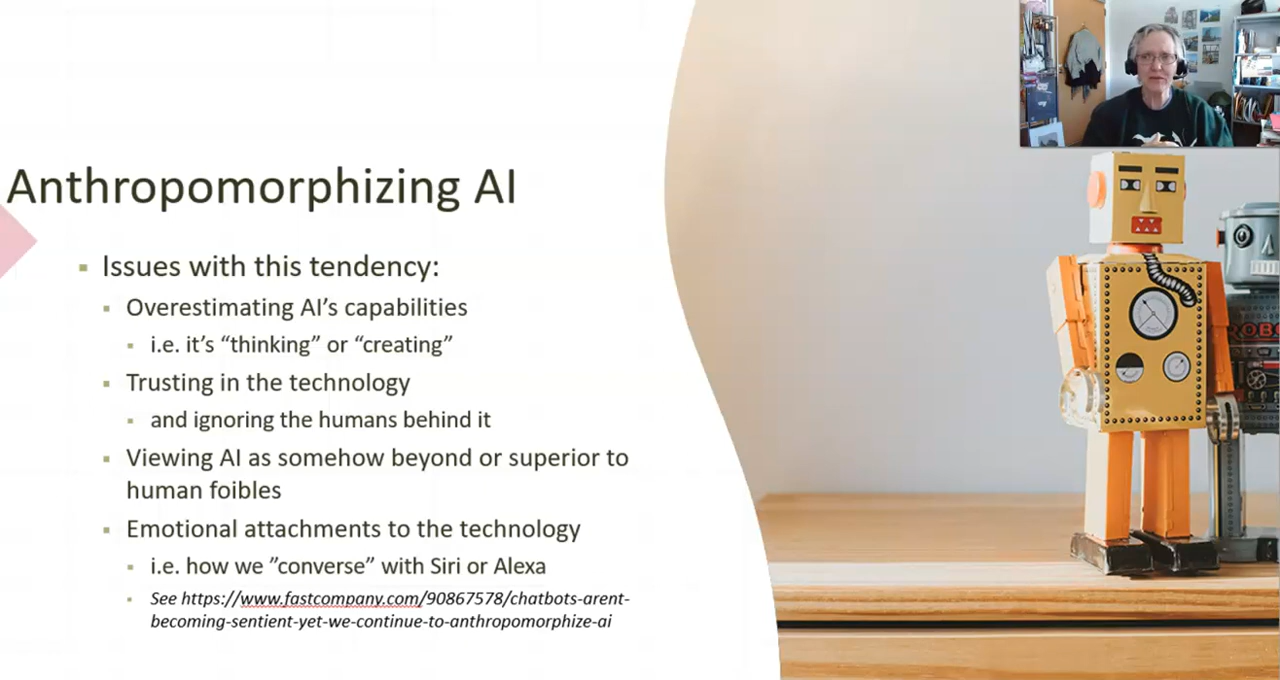 Anthropomorphizing AI
Issues with this tendency:
Overestimating AI’s capabilities
i.e. it’s “thinking” or “creating”
Trusting in the technology
and ignoring the humans behind it
Viewing AI as somehow beyond or superior to
human foibles
Emotional attachments to the technology
i.e. how we ”converse” with Siri or Alexa
See https://www.fastcompany.com/90867578/chatbots-arent-
becoming-sentient-yet-we-continue-to-anthropomorphize-ai